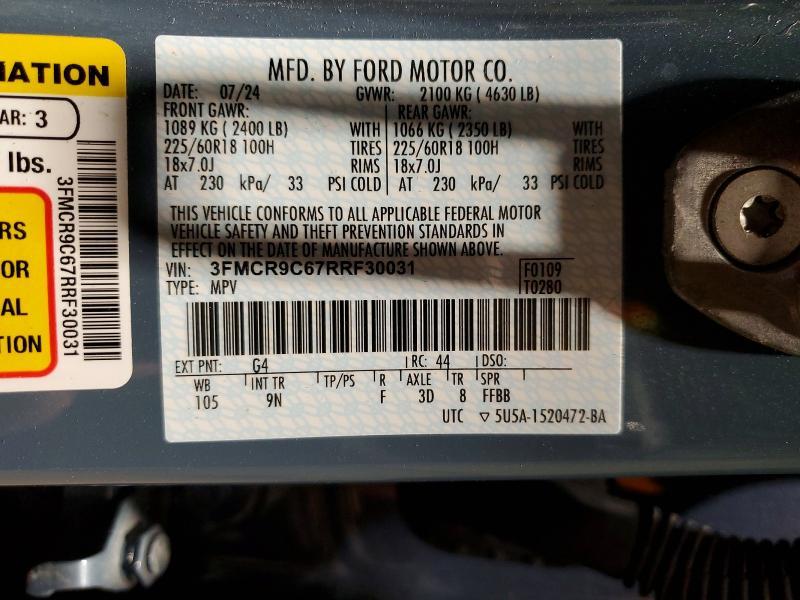 MATION
AR: 3
lbs.
RS
OR
AL
TION
3FMCR9C67RRF30031
MFD. BY FORD MOTOR CO.
DATE: 07/24 GVWR: 2100 KG ( 4630 LB)
FRONT GAWR: REAR GAWR:
1089 KG ( 2400 LB) WITH 1066 KG ( 2350 LB) WITH
225/60R18 100H TIRES 225/60R18 100H TIRES
18x7.0J RIMS 18x7.0J RIMS
AT 230 kPa/ 33 PSI COLD AT 230 kPa/ 33 PSI COLD
THIS VEHICLE CONFORMS TO ALL APPLICABLE FEDERAL MOTOR
VEHICLE SAFETY AND THEFT PREVENTION STANDARDS IN
EFFECT ON THE DATE OF MANUFACTURE SHOWN ABOVE.
VIN: 3FMCR9C67RRF30031 F0109
TYPE: MPV T0280
EXT PNT: G4 RC: 44 DSO:
WB INT TR TP/PS R AXLE TR SPR
105 9N F 3D 8 FFBB
UTC ▽ 5U5A-1520472-BA